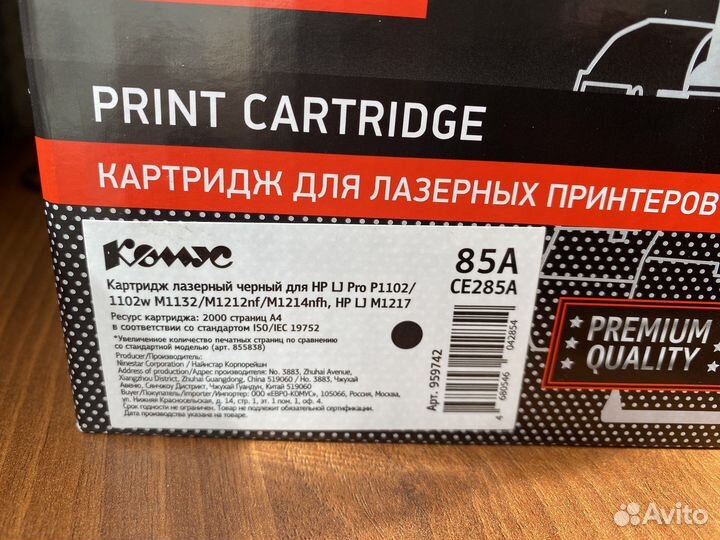 PRINT CARTRIDGE
КАРТРИДЖ ДЛЯ ЛАЗЕРНЫХ ПРИНТЕРОВ
Комус
85A
CE285A
Картридж лазерный черный для HP LJ Pro P1102/
1102w M1132/M1212nf/M1214nfh, HP LJ M1217
Ресурс картриджа: 2000 страниц А4
в соответствии со стандартом ISO/IEC 19752
*Увеличенное количество печатных страниц по сравнению
со стандартной моделью (арт. 855838)
Producer/Производитель:
Ninestar Corporation / Найнстар Корпорейшн
Address of production/Адрес производства: No. 3883, Zhuhai Avenue,
Xiangzhou District, Zhuhai Guangdong, China 519060 / No. 3883, Чжухай
Авеню, Сянчжоу Дистрикт, Чжухай Гуандун, Китай 519060
Buyer/Покупатель/Importer/Импортер: ООО «ЕВРО-КОМУС», 105066, Россия, Москва,
ул. Нижняя Красносельская, д. 14, стр. 1, эт. 1 пом. 1, оф. 4.
Срок годности не ограничен. Товар не подлежит обязательной сертификации.
Дата производства указана на товаре.
Арт. 959742
4 680546 042854
PREMIUM
QUALITY
Avito